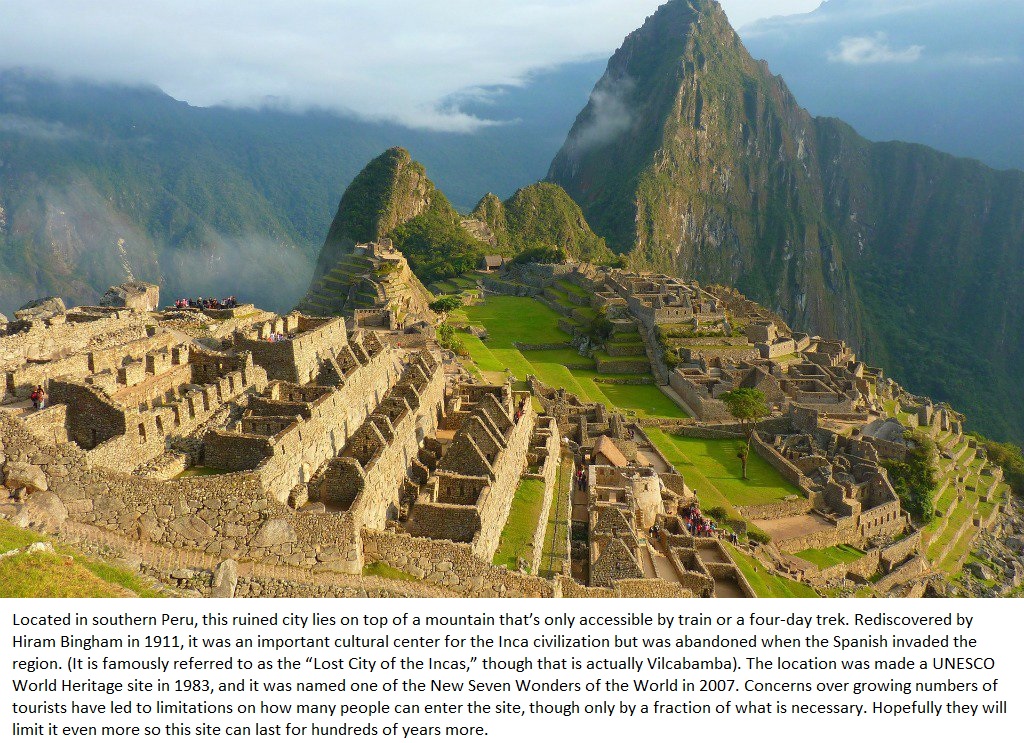 Located in southern Peru, this ruined city lies on top of a mountain that’s only accessible by train or a four-day trek. Rediscovered by
Hiram Bingham in 1911, it was an important cultural center for the Inca civilization but was abandoned when the Spanish invaded the
region. (It is famously referred to as the “Lost City of the Incas,” though that is actually Vilcabamba). The location was made a UNESCO
World Heritage site in 1983, and it was named one of the New Seven Wonders of the World in 2007. Concerns over growing numbers of
tourists have led to limitations on how many people can enter the site, though only by a fraction of what is necessary. Hopefully they will
limit it even more so this site can last for hundreds of years more.